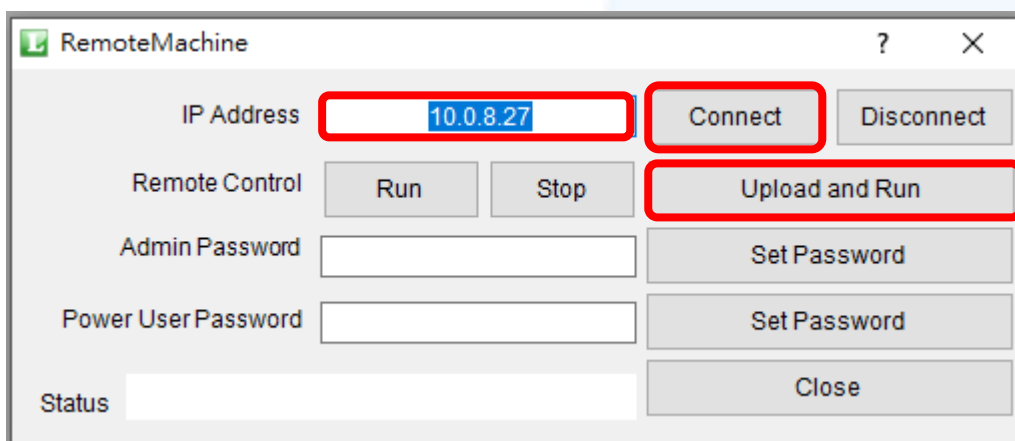 RemoteMachine ? ×
IP Address 10.0.8.27 Connect Disconnect
Remote Control Run Stop Upload and Run
Admin Password Set Password
Power User Password Set Password
Close
Status